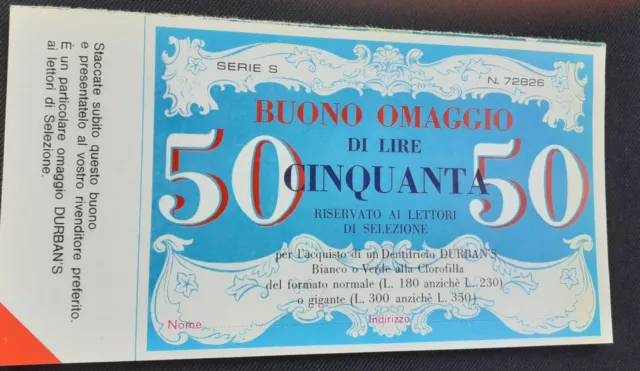 Staccate subito questo buono
e presentatelo al vostro rivenditore preferito.
È un particolare omaggio DURBAN'S
ai lettori di Selezione.
SERIE S
N. 72826
BUONO OMAGGIO
DI LIRE
50 CINQUANTA 50
RISERVATO AI LETTORI
DI SELEZIONE
per l'acquisto di un Dentifricio DURBAN'S
Bianco o Verde alla Clorofilla
del formato normale (L. 180 anzichè L. 230)
o gigante (L. 300 anzichè L. 350)
Nome
Indirizzo